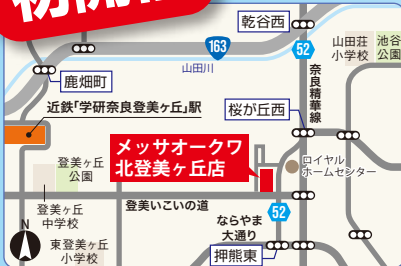 乾谷西
163
52
山田荘
小学校
池谷
公園
山田川
鹿畑町
奈良精華線
近鉄「学研奈良登美ヶ丘」駅
桜が丘西
メッサオークワ
北登美ヶ丘店
ロイヤル
ホームセンター
登美ヶ丘
公園
登美ヶ丘
中学校
登美いこいの道
52
ならやま
大通り
N
東登美ヶ丘
小学校
押熊東